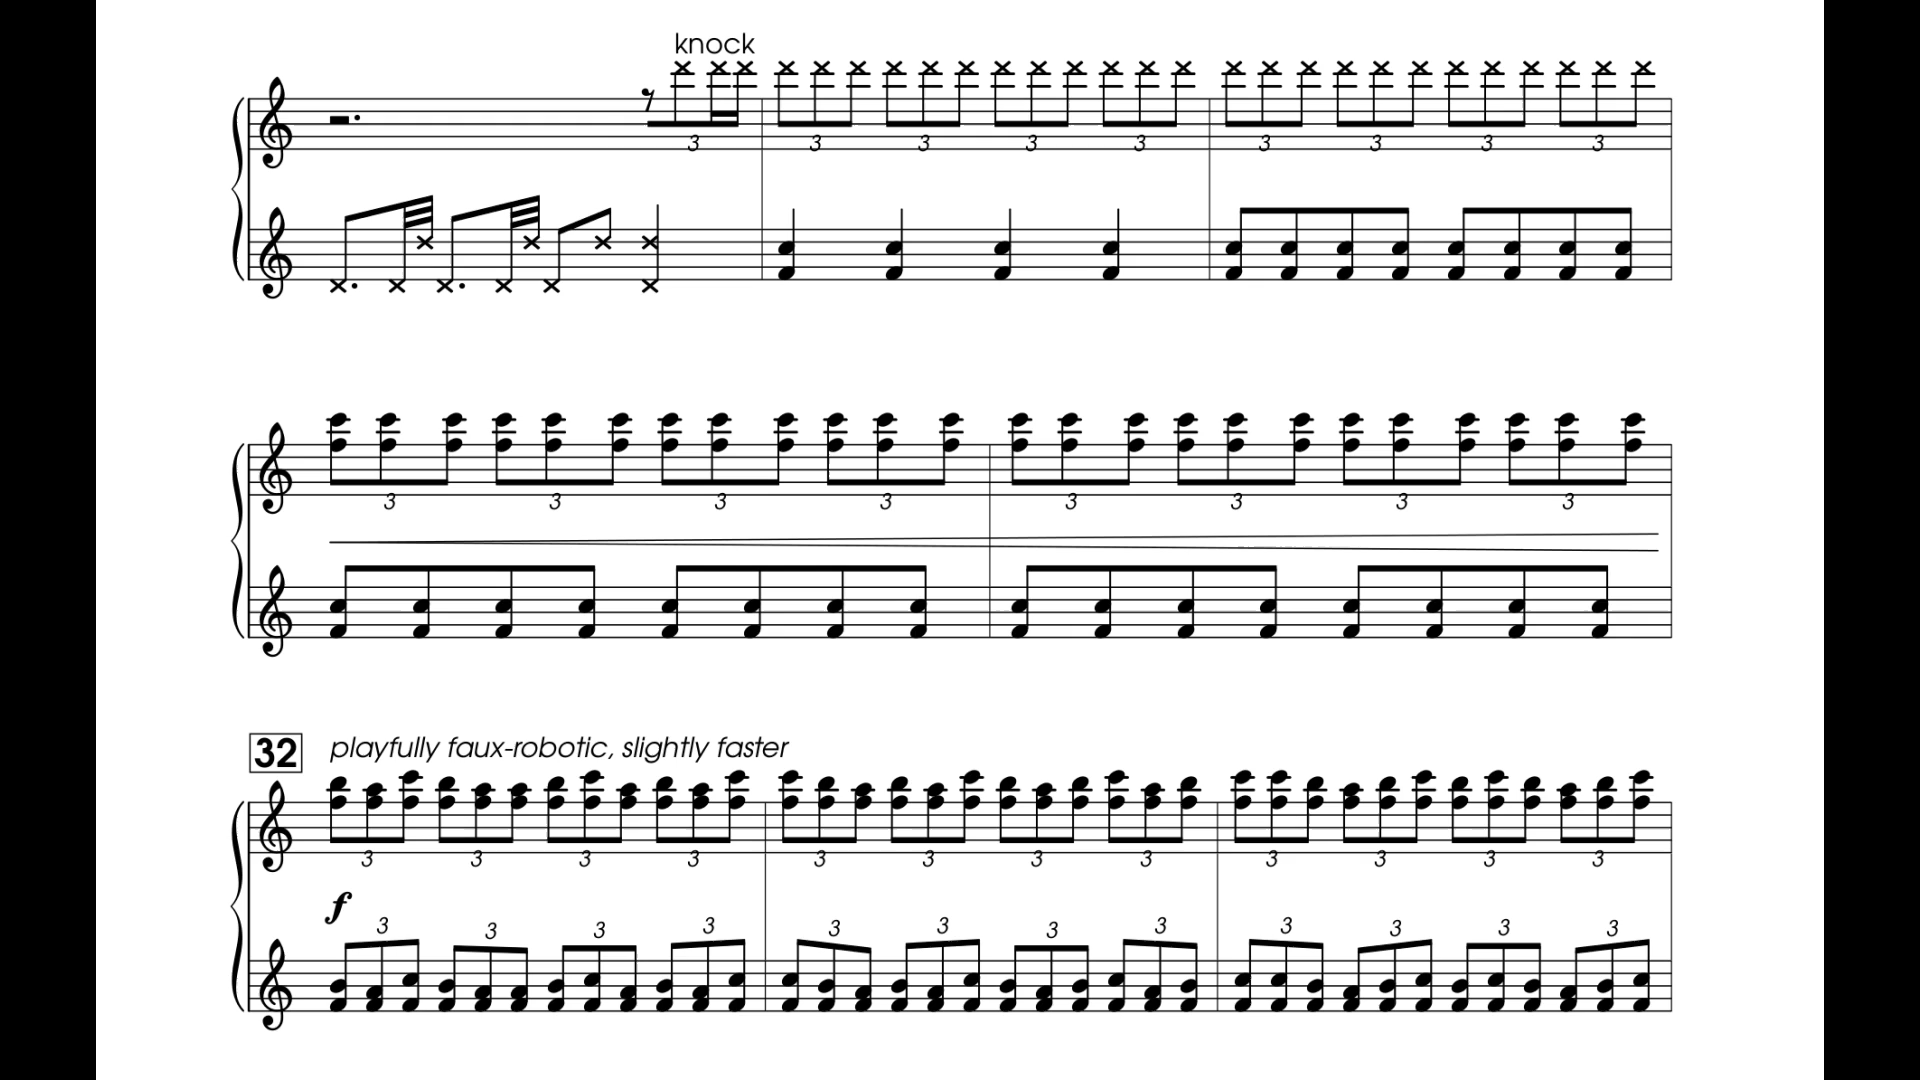 knock
3 3 3 3 3 3 3 3 3
3 3 3 3 3 3 3 3
32 playfully faux-robotic, slightly faster
3 3 3 3 3 3 3 3 3 3 3 3
f
3 3 3 3 3 3 3 3 3 3 3 3